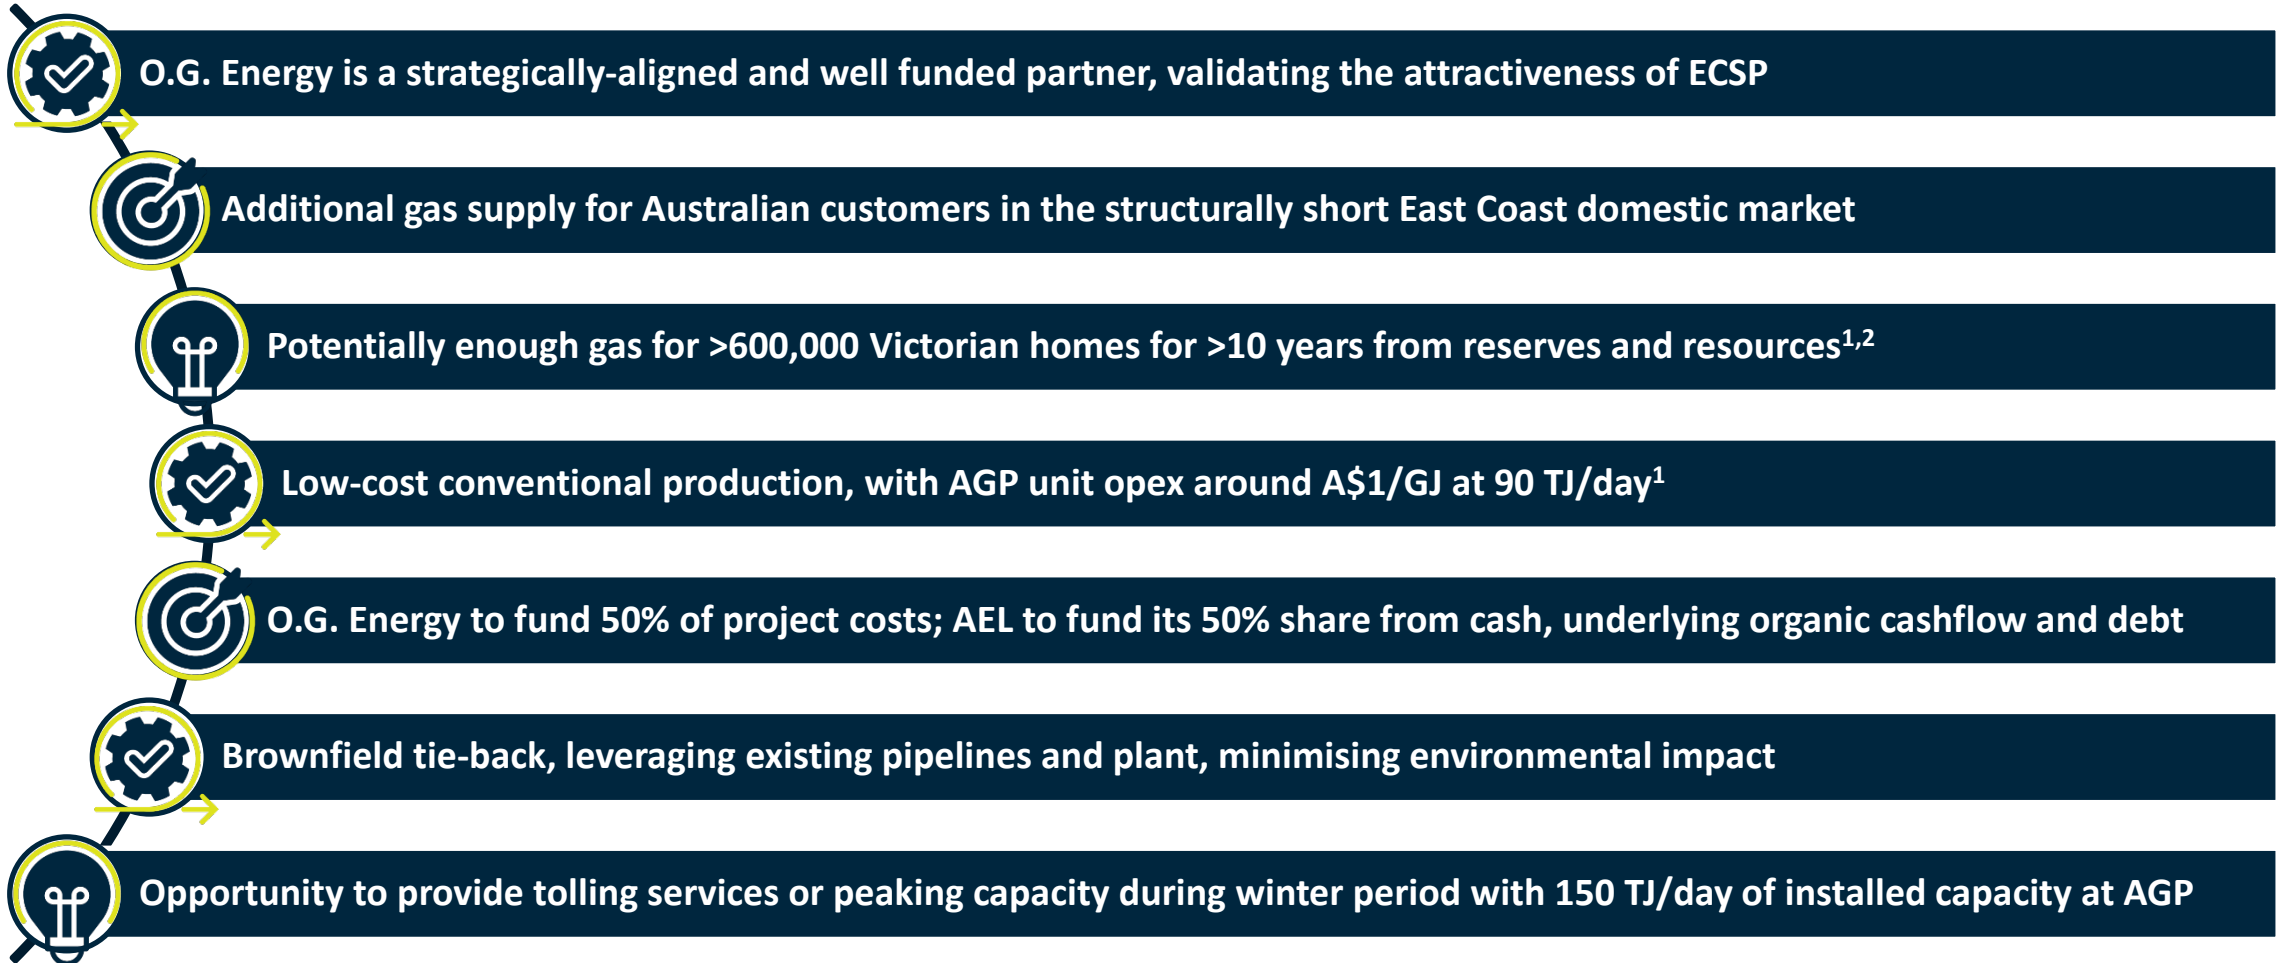 O.G. Energy is a strategically-aligned and well funded partner, validating the attractiveness of ECSP
Additional gas supply for Australian customers in the structurally short East Coast domestic market
Potentially enough gas for >600,000 Victorian homes for >10 years from reserves and resources1,2
Low-cost conventional production, with AGP unit opex around A$1/GJ at 90 TJ/day1
O.G. Energy to fund 50% of project costs; AEL to fund its 50% share from cash, underlying organic cashflow and debt
Brownfield tie-back, leveraging existing pipelines and plant, minimising environmental impact
Opportunity to provide tolling services or peaking capacity during winter period with 150 TJ/day of installed capacity at AGP